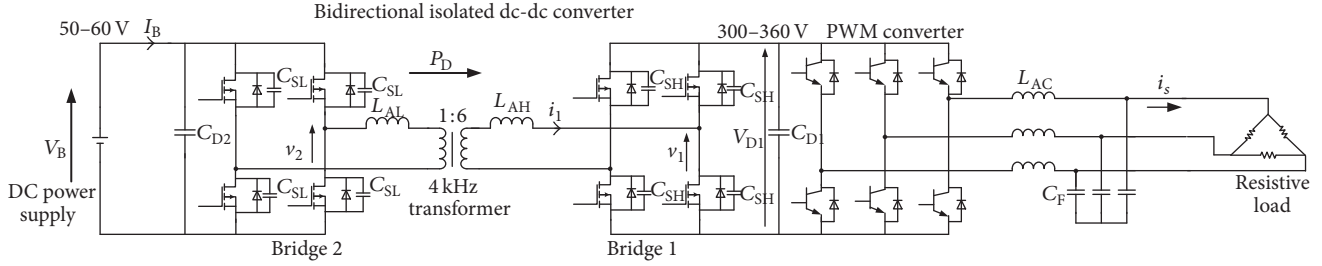 Bidirectional isolated dc-dc converter
50–60 V
I_B
P_D
300–360 V
PWM converter
C_SL
C_SL
C_SH
C_SH
L_AL
L_AH
1:6
i_1
L_AC
i_s
V_B
C_D2
v_2
v_1
V_D1
C_D1
DC power
supply
C_SL
C_SL
4 kHz
transformer
C_SH
C_SH
C_F
Resistive
load
Bridge 2
Bridge 1